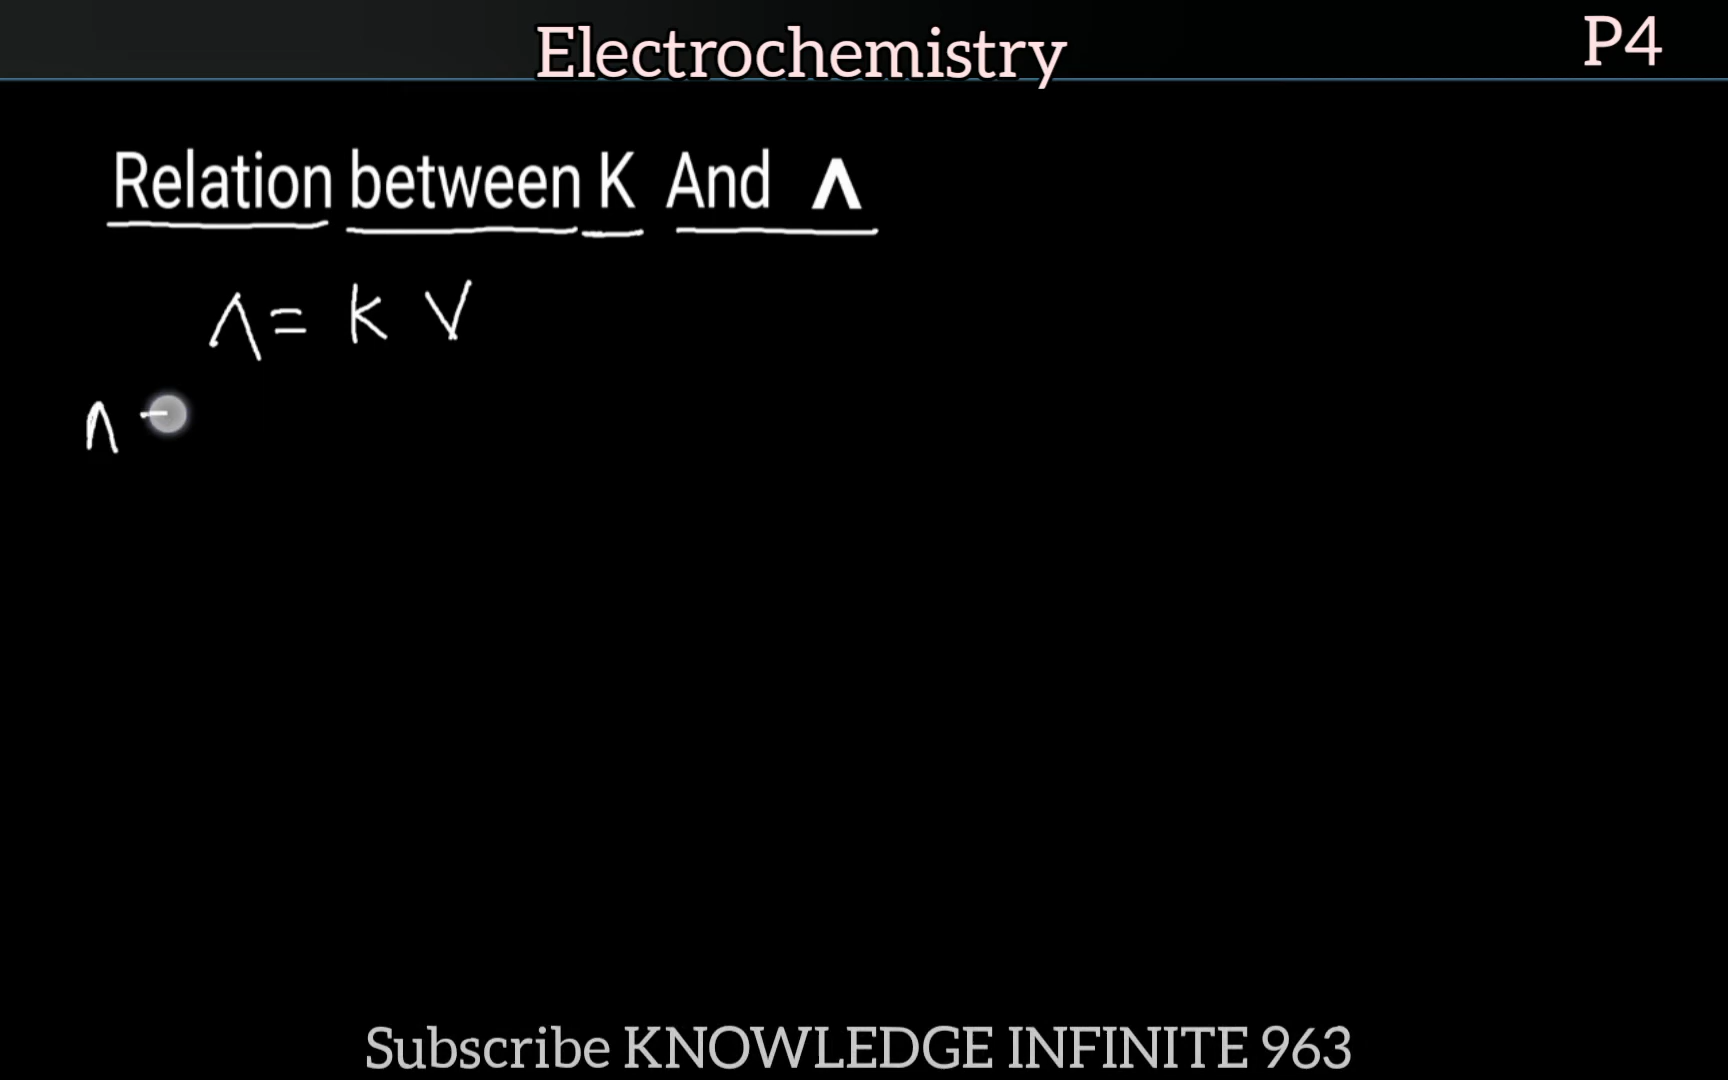 Electrochemistry
P4
Relation between K And Λ
Λ = k V
Λ -
Subscribe KNOWLEDGE INFINITE 963